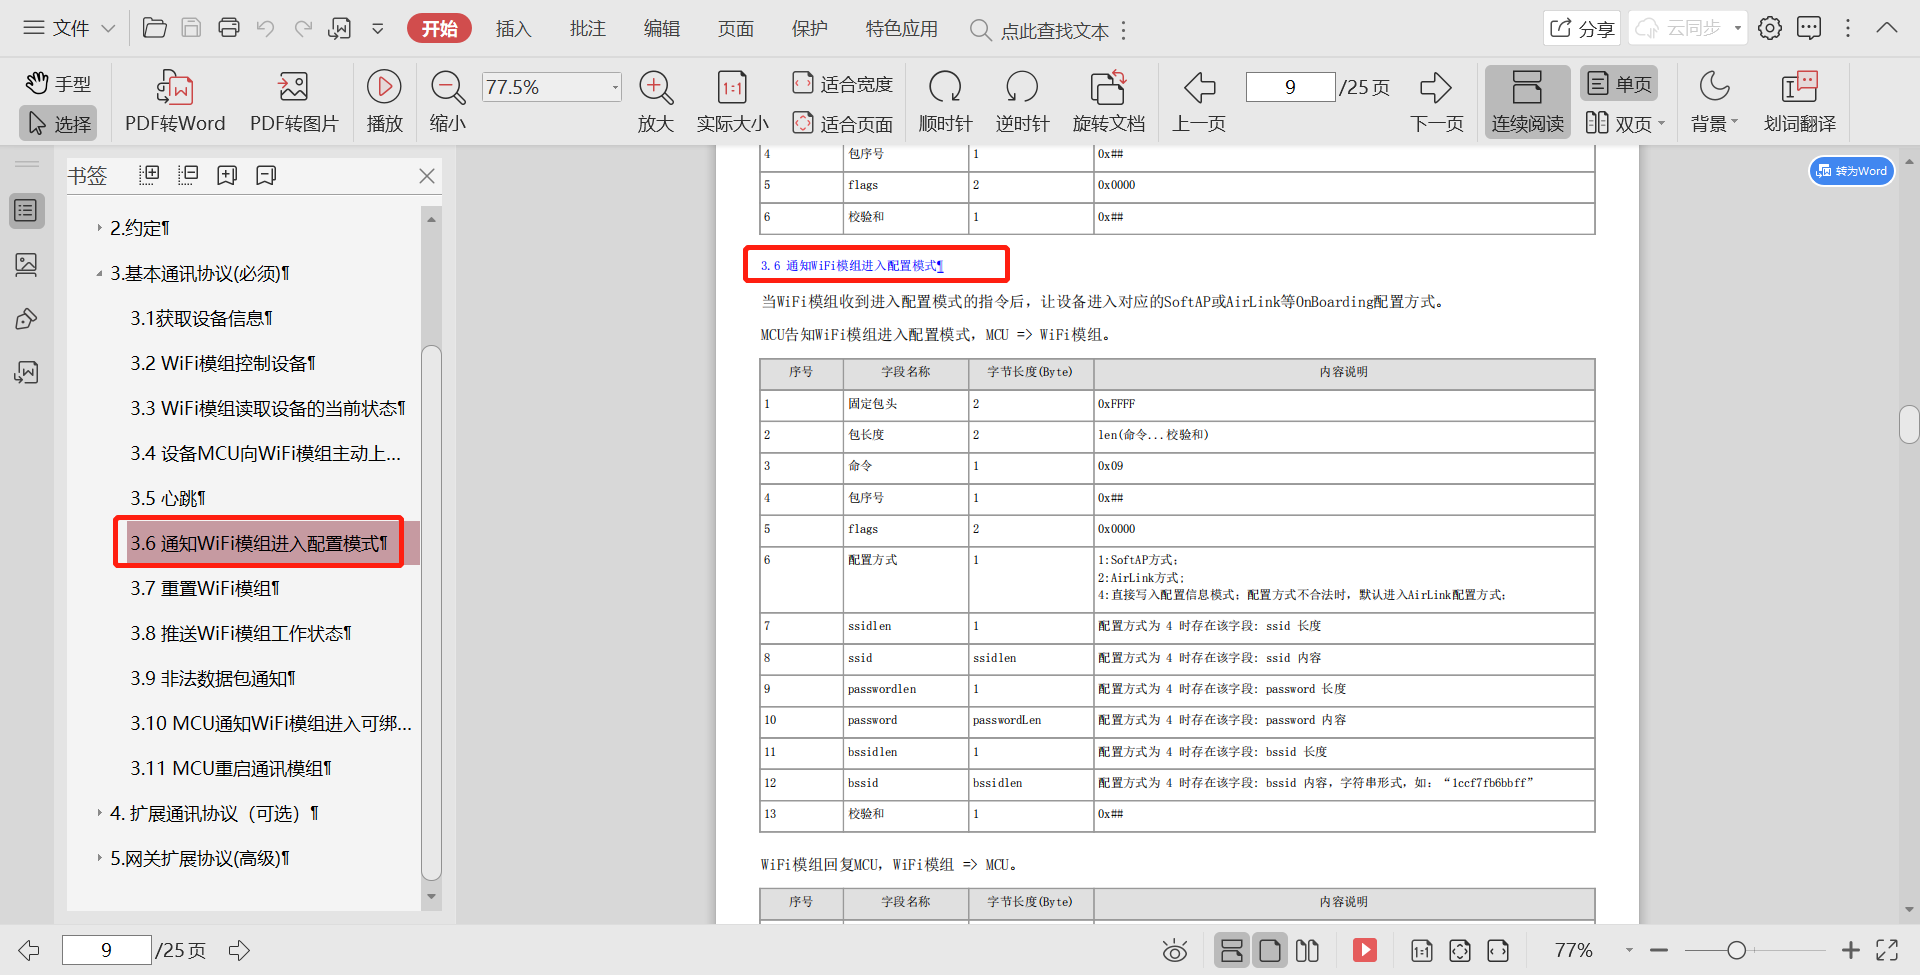 文件 开始 插入 批注 编辑 页面 保护 特色应用 点此查找文本 分享 云同步
手型
选择
PDF转Word PDF转图片 播放 缩小 77.5% 放大 1:1 实际大小 适合宽度 适合页面 顺时针 逆时针 旋转文档 上一页 9 /25页 下一页 连续阅读 单页 双页 背景 划词翻译
书签
2.约定¶
3.基本通讯协议(必须)¶
3.1获取设备信息¶
3.2 WiFi模组控制设备¶
3.3 WiFi模组读取设备的当前状态¶
3.4 设备MCU向WiFi模组主动上...
3.5 心跳¶
3.6 通知WiFi模组进入配置模式¶
3.7 重置WiFi模组¶
3.8 推送WiFi模组工作状态¶
3.9 非法数据包通知¶
3.10 MCU通知WiFi模组进入可绑...
3.11 MCU重启通讯模组¶
4. 扩展通讯协议（可选）¶
5.网关扩展协议(高级)¶
转为Word
4 包序号 1 0x##
5 flags 2 0x0000
6 校验和 1 0x##
3.6 通知WiFi模组进入配置模式¶
当WiFi模组收到进入配置模式的指令后，让设备进入对应的SoftAP或AirLink等OnBoarding配置方式。
MCU告知WiFi模组进入配置模式，MCU => WiFi模组。
序号 字段名称 字节长度(Byte) 内容说明
1 固定包头 2 0xFFFF
2 包长度 2 len(命令...校验和)
3 命令 1 0x09
4 包序号 1 0x##
5 flags 2 0x0000
6 配置方式 1 1:SoftAP方式；
2:AirLink方式；
4:直接写入配置信息模式；配置方式不合法时，默认进入AirLink配置方式；
7 ssidlen 1 配置方式为 4 时存在该字段: ssid 长度
8 ssid ssidlen 配置方式为 4 时存在该字段: ssid 内容
9 passwordlen 1 配置方式为 4 时存在该字段: password 长度
10 password passwordLen 配置方式为 4 时存在该字段: password 内容
11 bssidlen 1 配置方式为 4 时存在该字段: bssid 长度
12 bssid bssidlen 配置方式为 4 时存在该字段: bssid 内容，字符串形式，如: “1ccf7fb6bbff”
13 校验和 1 0x##
WiFi模组回复MCU，WiFi模组 => MCU。
序号 字段名称 字节长度(Byte) 内容说明
9 /25页 1:1 77%